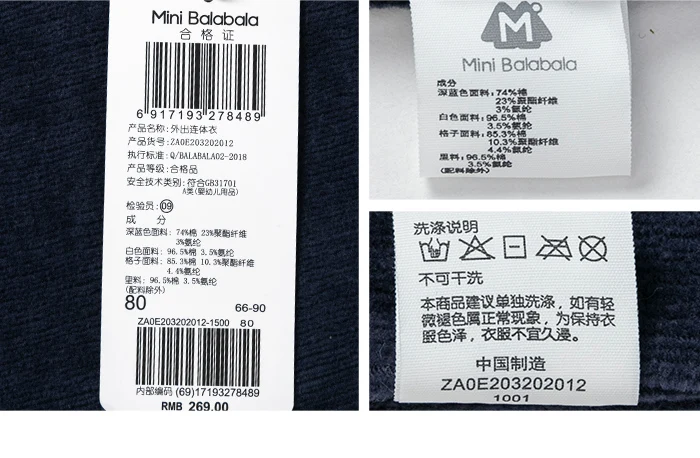 Mini Balabala
合格证
6 917193 278489
产品名称: 外出连体衣
产品货号: ZA0E203202012
执行标准: Q/BALABALA02-2018
产品等级: 合格品
安全技术类别: 符合GB31701
A类(婴幼儿用品)
检验员: 09
成 分
深蓝色面料: 74%棉 23%聚酯纤维
3%氨纶
白色面料: 96.5%棉 3.5%氨纶
格子面料: 85.3%棉 10.3%聚酯纤维
4.4%氨纶
里料: 96.5%棉 3.5%氨纶
(配料除外)
80 66-90
ZA0E203202012-1500 80
内部编码 (69)17193278489
RMB 269.00
M
Mini Balabala
成分
深蓝色面料: 74%棉
23%聚酯纤维
3%氨纶
白色面料: 96.5%棉
3.5%氨纶
格子面料: 85.3%棉
10.3%聚酯纤维
4.4%氨纶
里料: 96.5%棉
3.5%氨纶
(配料除外)
洗涤说明
不可干洗
本商品建议单独洗涤，如有轻
微褪色属正常现象，为保持衣
服色泽，衣服不宜久浸。
中国制造
ZA0E203202012
1001